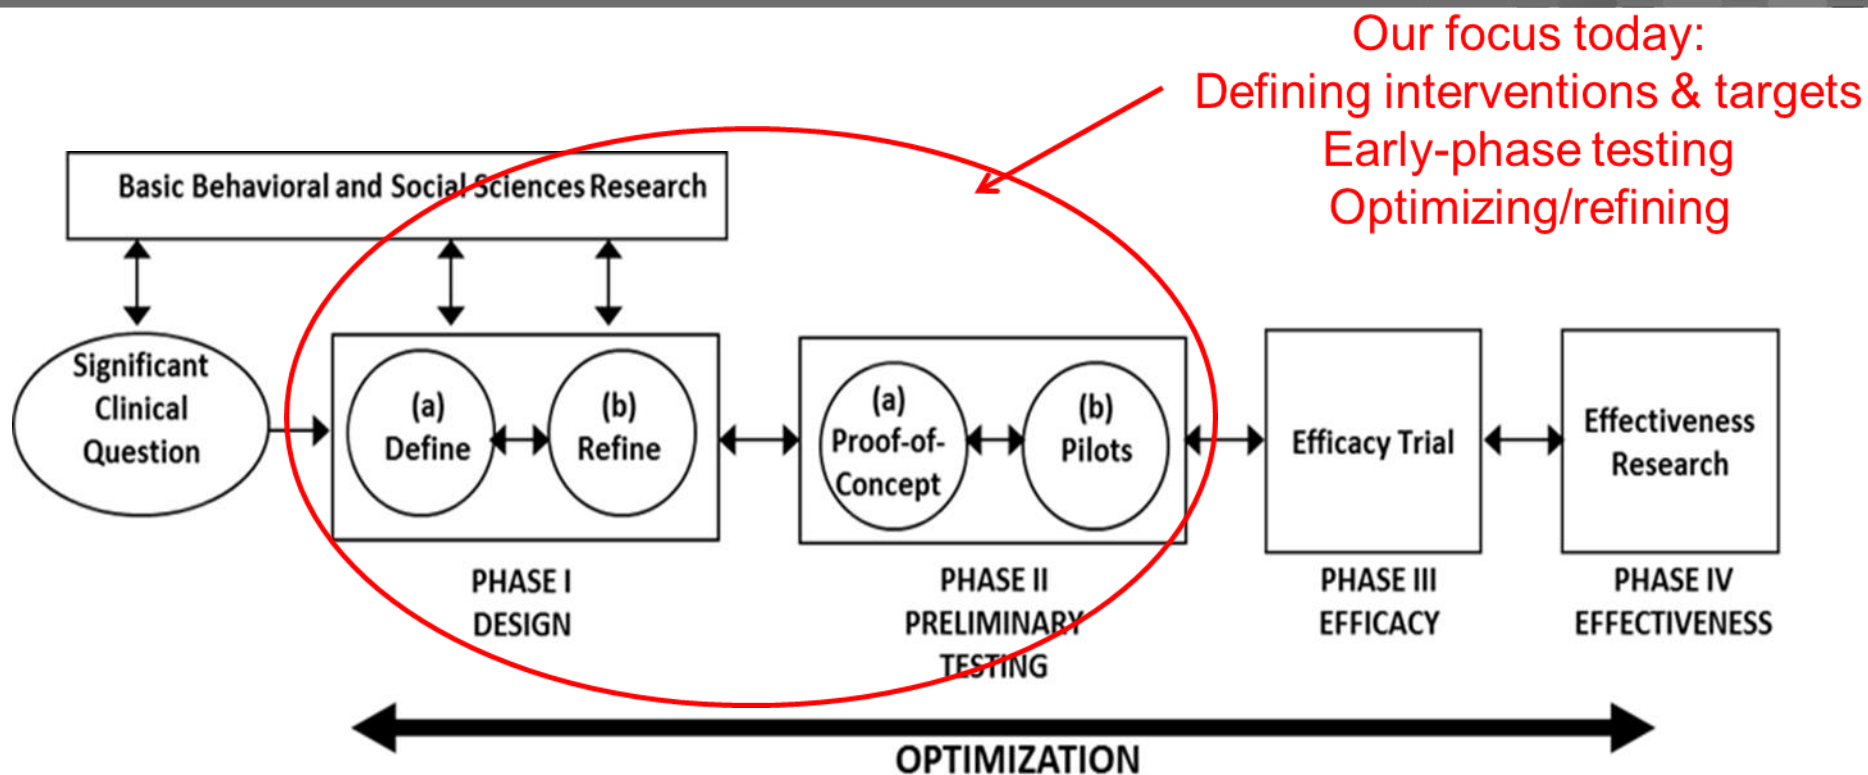 Our focus today:
Defining interventions & targets
Early-phase testing
Optimizing/refining
Basic Behavioral and Social Sciences Research
Significant
Clinical
Question
(a)
Define
(b)
Refine
(a)
Proof-of-
Concept
(b)
Pilots
Efficacy Trial
Effectiveness
Research
PHASE I
DESIGN
PHASE II
PRELIMINARY
TESTING
PHASE III
EFFICACY
PHASE IV
EFFECTIVENESS
OPTIMIZATION